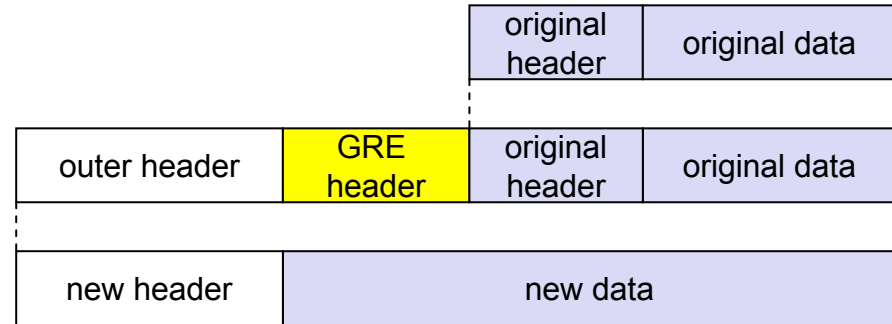 original
header
original data
outer header
GRE
header
original
header
original data
new header
new data